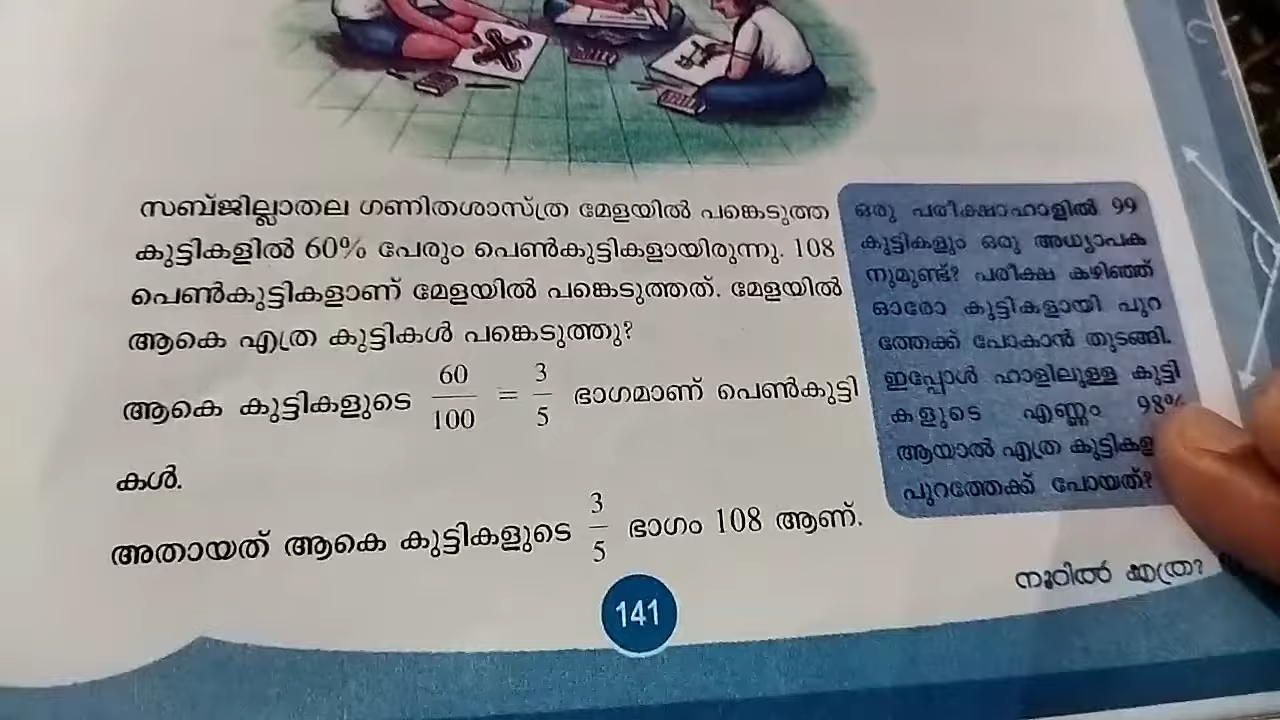 സബ്ജില്ലാതല ഗണിതശാസ്ത്ര മേളയിൽ പങ്കെടുത്ത
കുട്ടികളിൽ 60% പേരും പെൺകുട്ടികളായിരുന്നു. 108
പെൺകുട്ടികളാണ് മേളയിൽ പങ്കെടുത്തത്. മേളയിൽ
ആകെ എത്ര കുട്ടികൾ പങ്കെടുത്തു?
ആകെ കുട്ടികളുടെ 60/100 = 3/5 ഭാഗമാണ് പെൺകുട്ടി
കൾ.
അതായത് ആകെ കുട്ടികളുടെ 3/5 ഭാഗം 108 ആണ്.
ഒരു പരീക്ഷാഹാളിൽ 99
കുട്ടികളും ഒരു അധ്യാപക
നുമുണ്ട്? പരീക്ഷ കഴിഞ്ഞ്
ഓരോ കുട്ടികളായി പുറ
ത്തേക്ക് പോകാൻ തുടങ്ങി.
ഇപ്പോൾ ഹാളിലുള്ള കുട്ടി
കളുടെ എണ്ണം 98%
ആയാൽ എത്ര കുട്ടികള
പുറത്തേക്ക് പോയത്?
നൂറിൽ എത്ര?
141